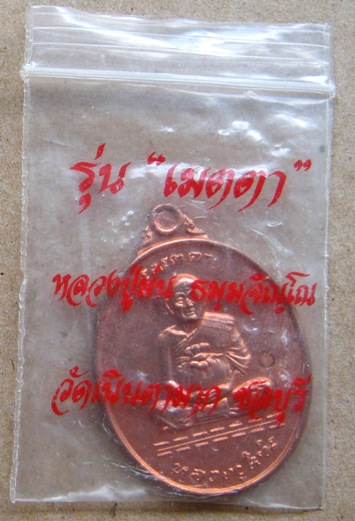 รุ่น "เมตตา"
หลวงปู่ม่น ธมฺมจิณฺโณ
วัดเนินตามาก ชลบุรี